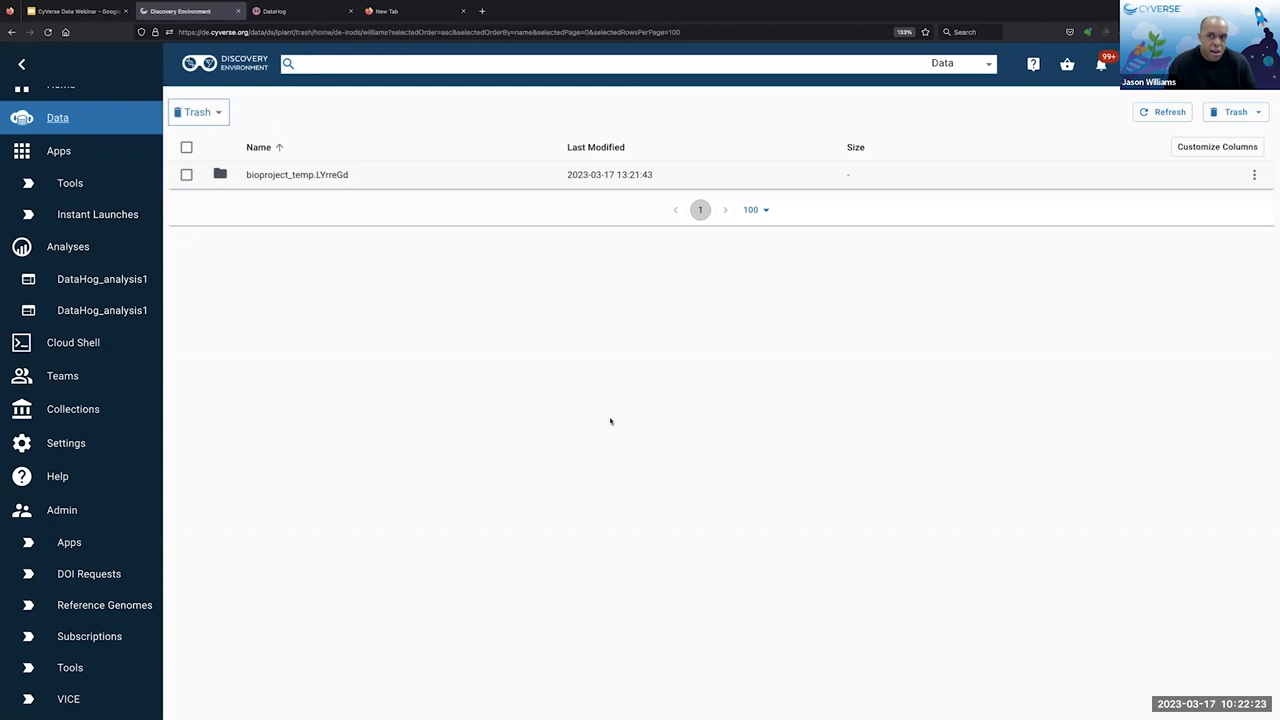 CyVerse Data Webinar - Google
Discovery Environment
DataHog
New Tab
https://de.cyverse.org/data/ds/iplant/trash/home/de-irods/williams?selectedOrder=asc&selectedOrderBy=name&selectedPage=0&selectedRowsPerPage=100
133%
Search
CYVERSE
Jason Williams
DISCOVERY
ENVIRONMENT
Data
99+
Home
Data
Apps
Tools
Instant Launches
Analyses
DataHog_analysis1
DataHog_analysis1
Cloud Shell
Teams
Collections
Settings
Help
Admin
Apps
DOI Requests
Reference Genomes
Subscriptions
Tools
VICE
Trash
Refresh
Trash
Name
Last Modified
Size
Customize Columns
bioproject_temp.LYrreGd
2023-03-17 13:21:43
-
1
100
2023-03-17 10:22:23